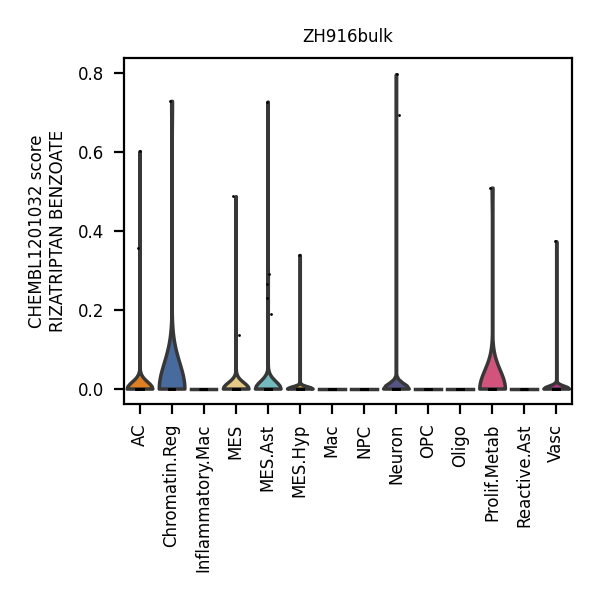 ZH916bulk
CHEMBL1201032 score
RIZATRIPTAN BENZOATE
0.8
0.6
0.4
0.2
0.0
AC
Chromatin.Reg
Inflammatory.Mac
MES
MES.Ast
MES.Hyp
Mac
NPC
Neuron
OPC
Oligo
Prolif.Metab
Reactive.Ast
Vasc